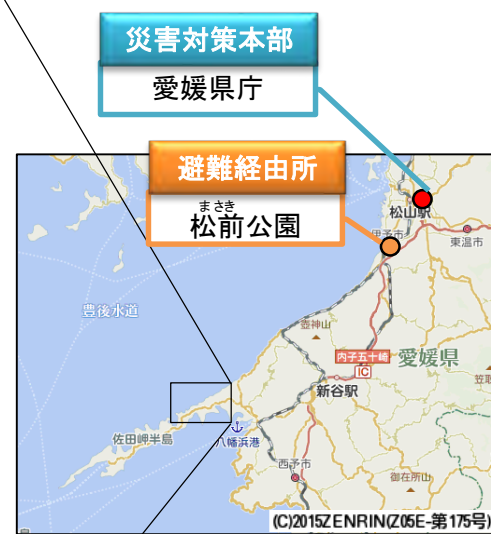 災害対策本部
愛媛県庁
避難経由所
まさき
松前公園
松山駅
伊予市
東温市
豊後水道
壺神山
内子五十崎
IC
愛媛県
新谷駅
笠取
佐田岬半島
八幡浜港
西予市
御在所山
(C)2015ZENRIN(Z05E-第175号)